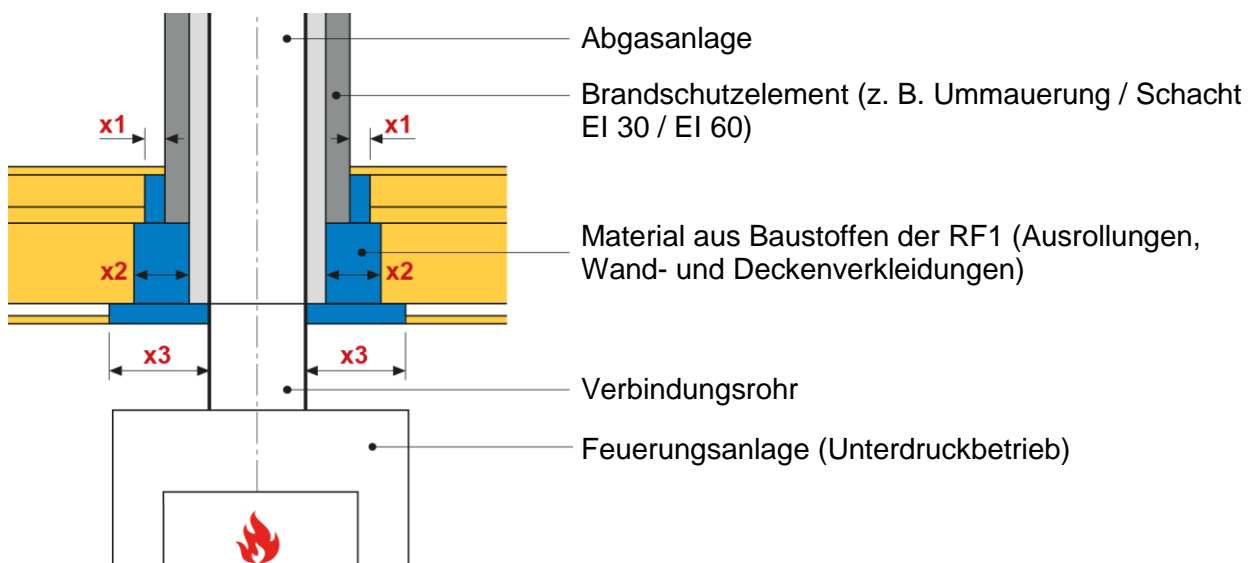 Abgasanlage
Brandschutzelement (z. B. Ummauerung / Schacht
EI 30 / EI 60)
x1
x1
Material aus Baustoffen der RF1 (Ausrollungen,
Wand- und Deckenverkleidungen)
x2
x2
x3
x3
Verbindungsrohr
Feuerungsanlage (Unterdruckbetrieb)